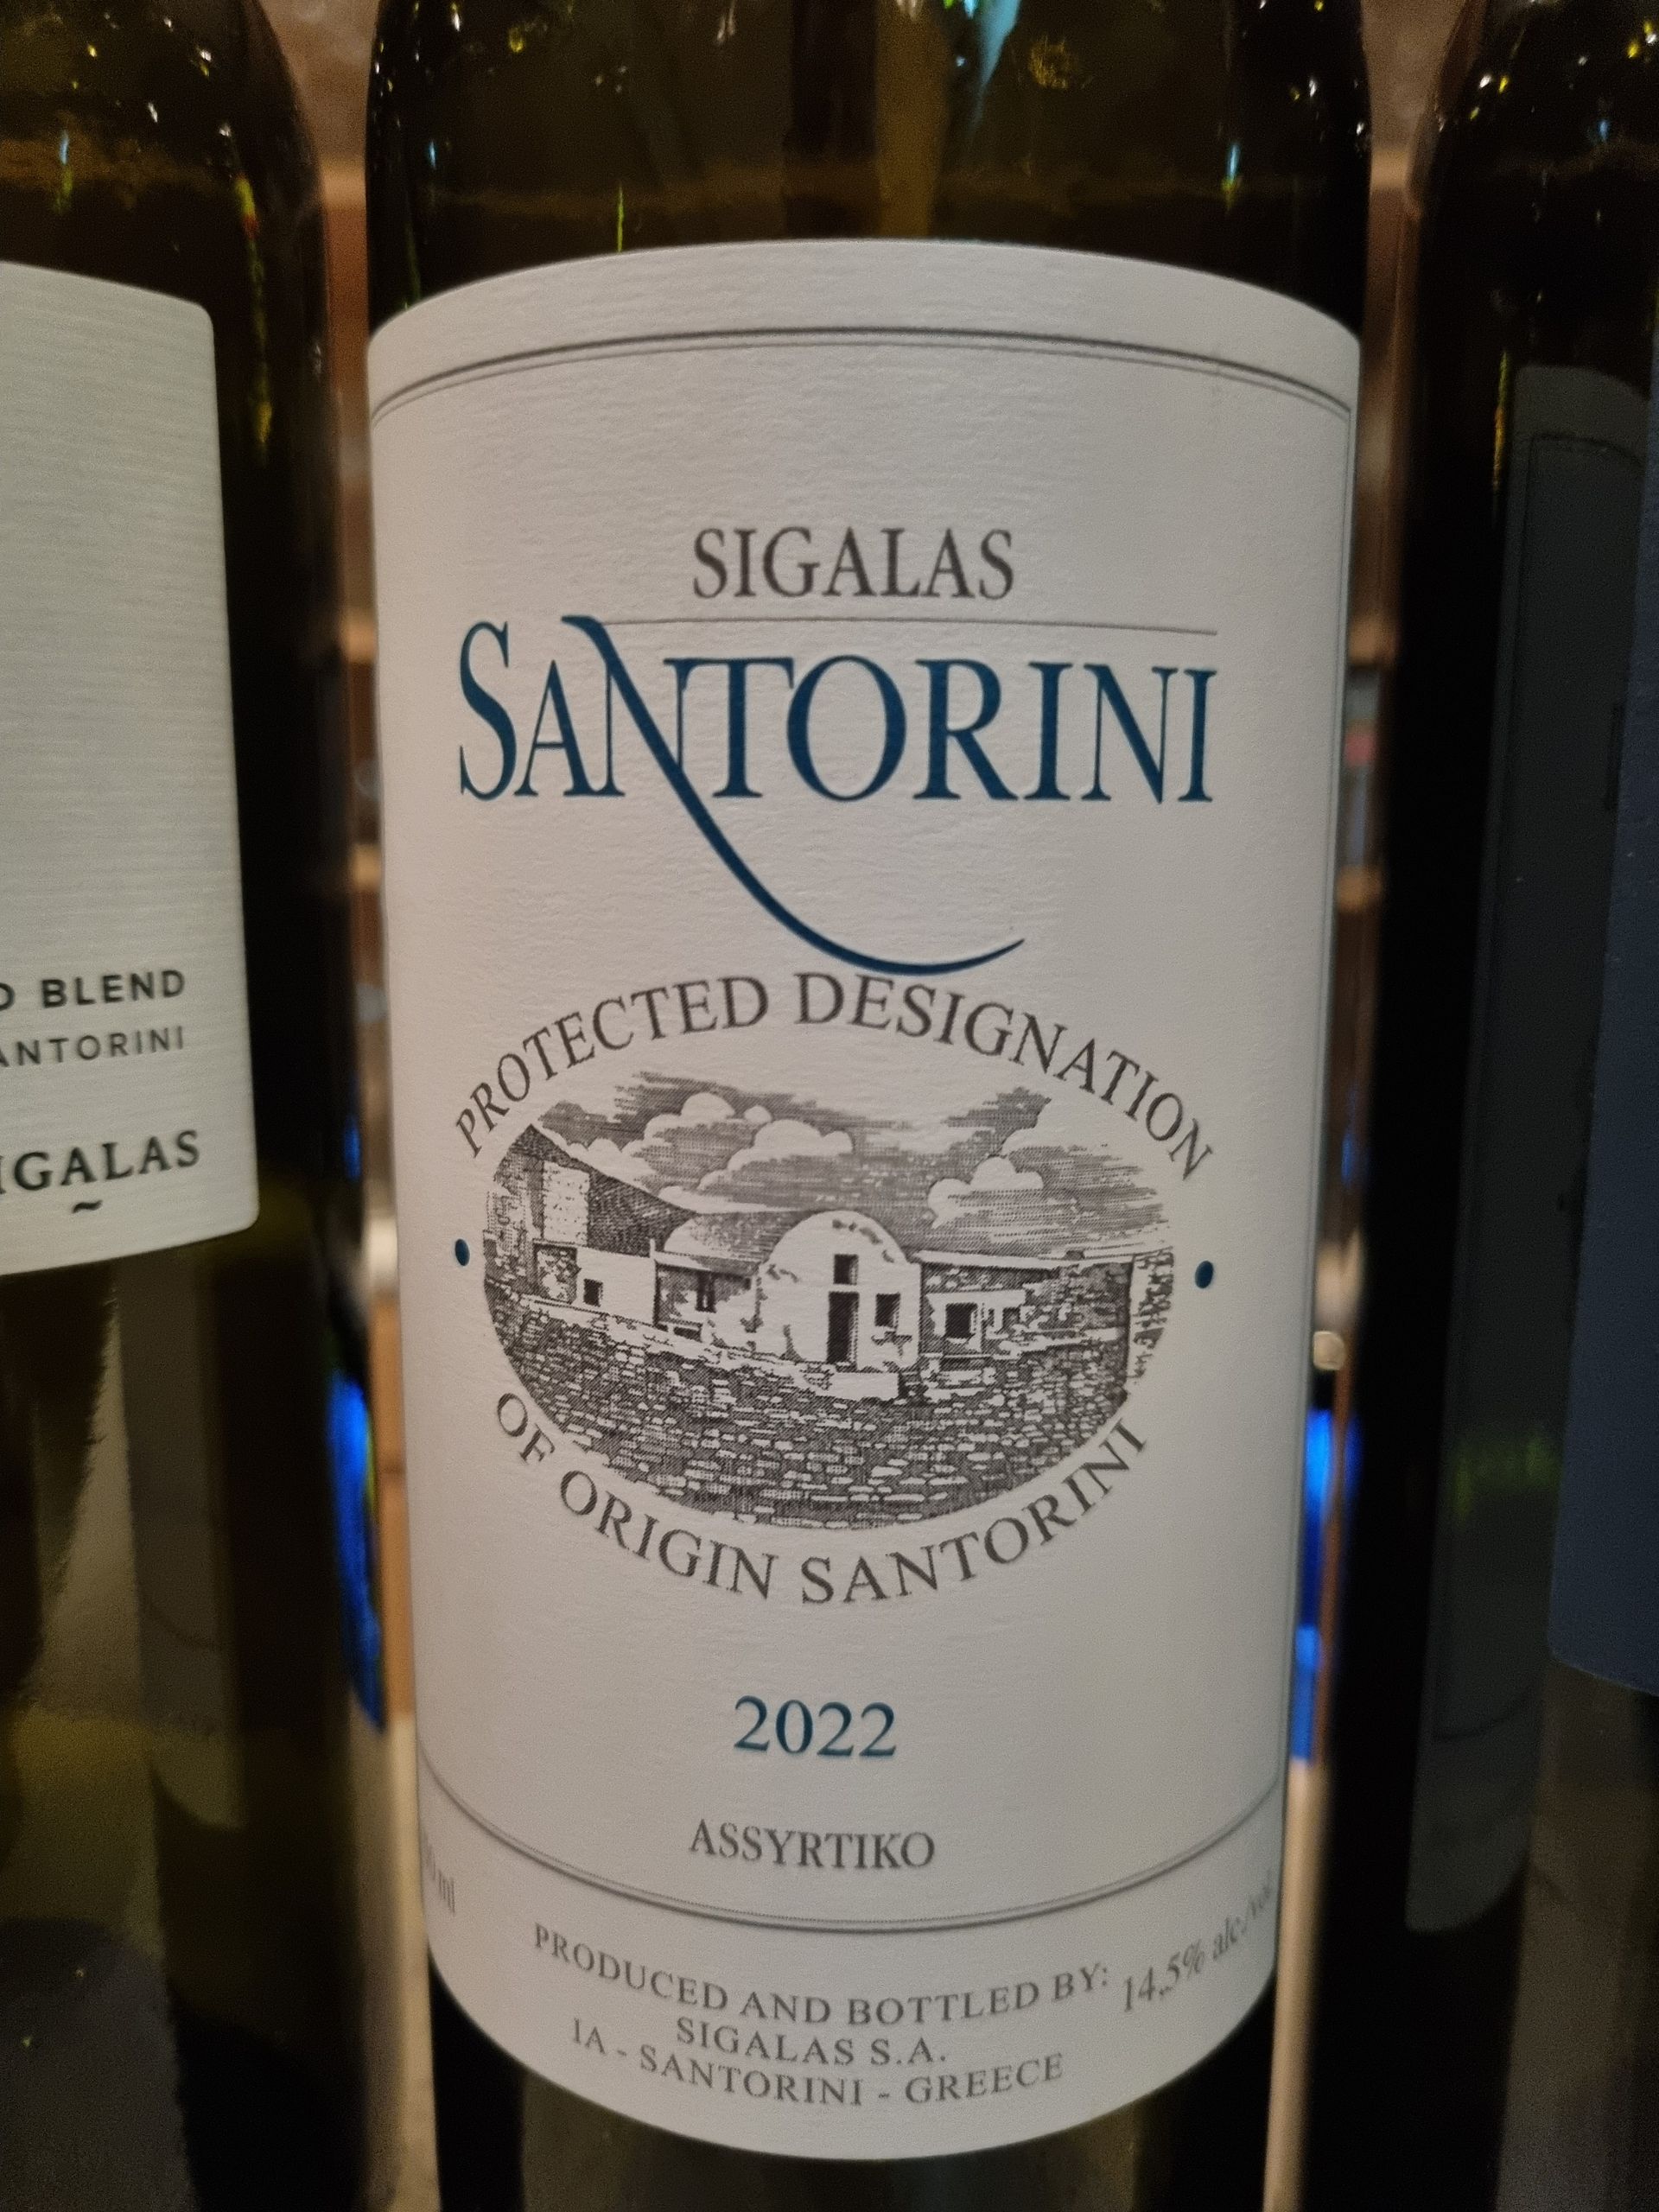 SIGALAS
SANTORINI
PROTECTED DESIGNATION
OF ORIGIN SANTORINI
2022
ASSYRTIKO
PRODUCED AND BOTTLED BY:
SIGALAS S.A.
IA - SANTORINI - GREECE
14.5% alc./vol.
ml
BLEND
ANTORINI
IGALAS